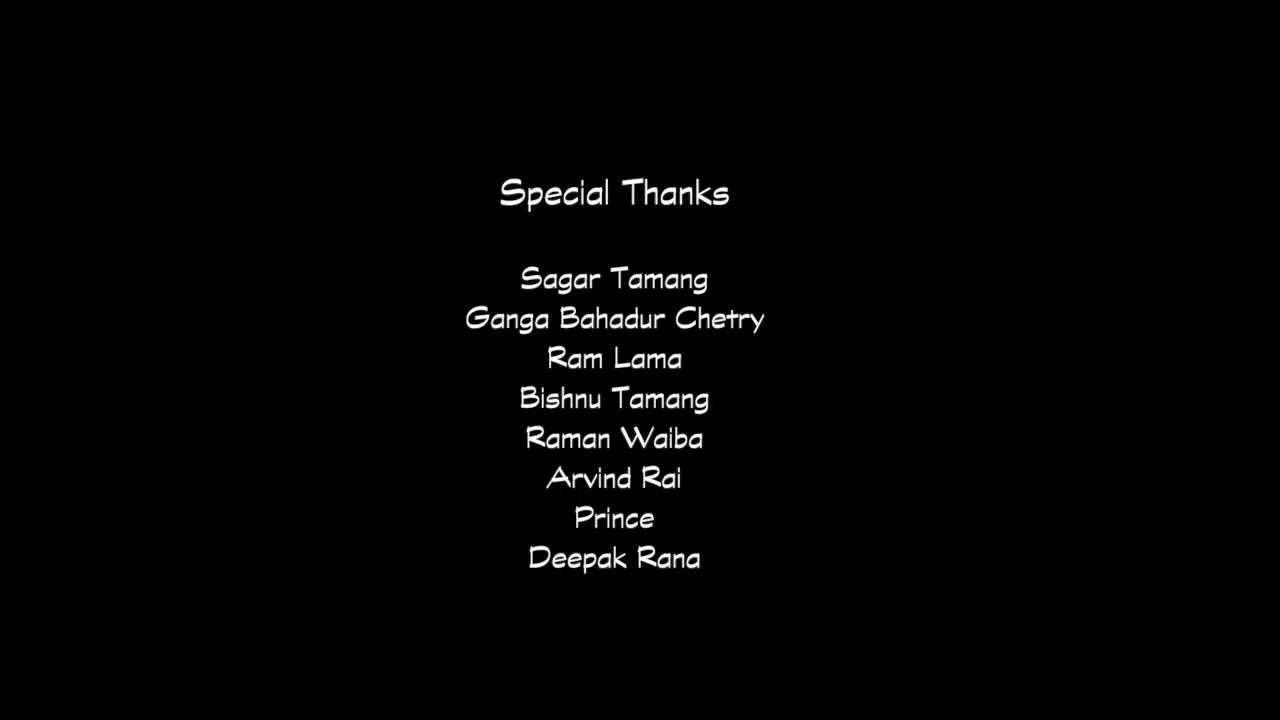 Special Thanks
Sagar Tamang
Ganga Bahadur Chetry
Ram Lama
Bishnu Tamang
Raman Waiba
Arvind Rai
Prince
Deepak Rana